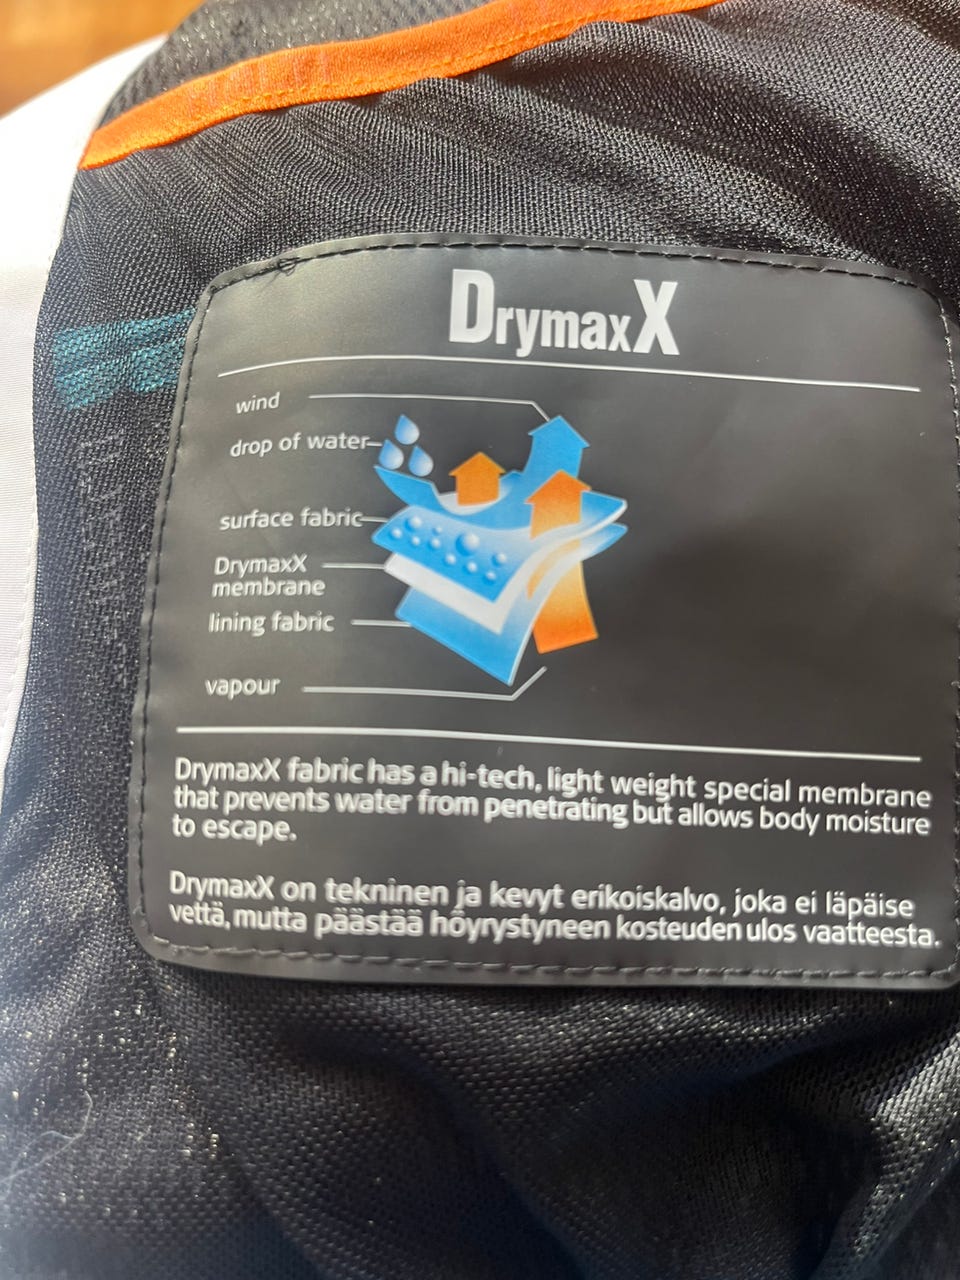 DrymaxX
wind
drop of water
surface fabric
DrymaxX
membrane
lining fabric
vapour
DrymaxX fabric has a hi-tech, light weight special membrane
that prevents water from penetrating but allows body moisture
to escape.
DrymaxX on tekninen ja kevyt erikoiskalvo, joka ei läpäise
vettä, mutta päästää höyrystyneen kosteuden ulos vaatteesta.